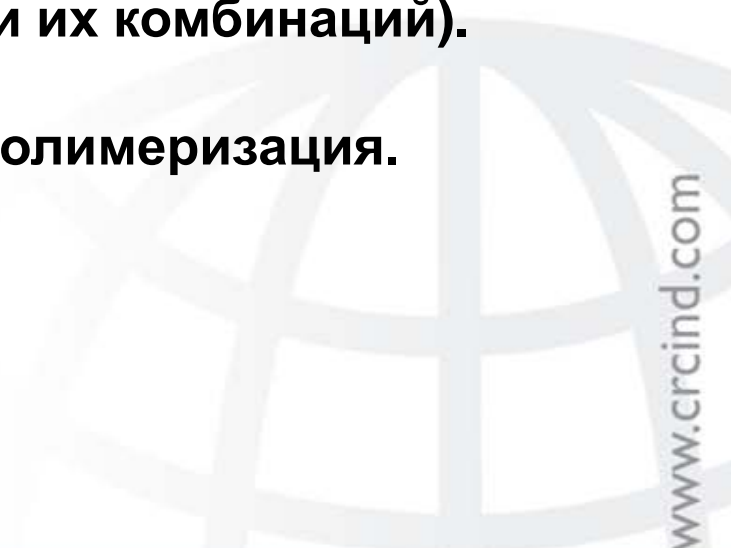 и их комбинаций).
олимеризация.
www.crcind.com